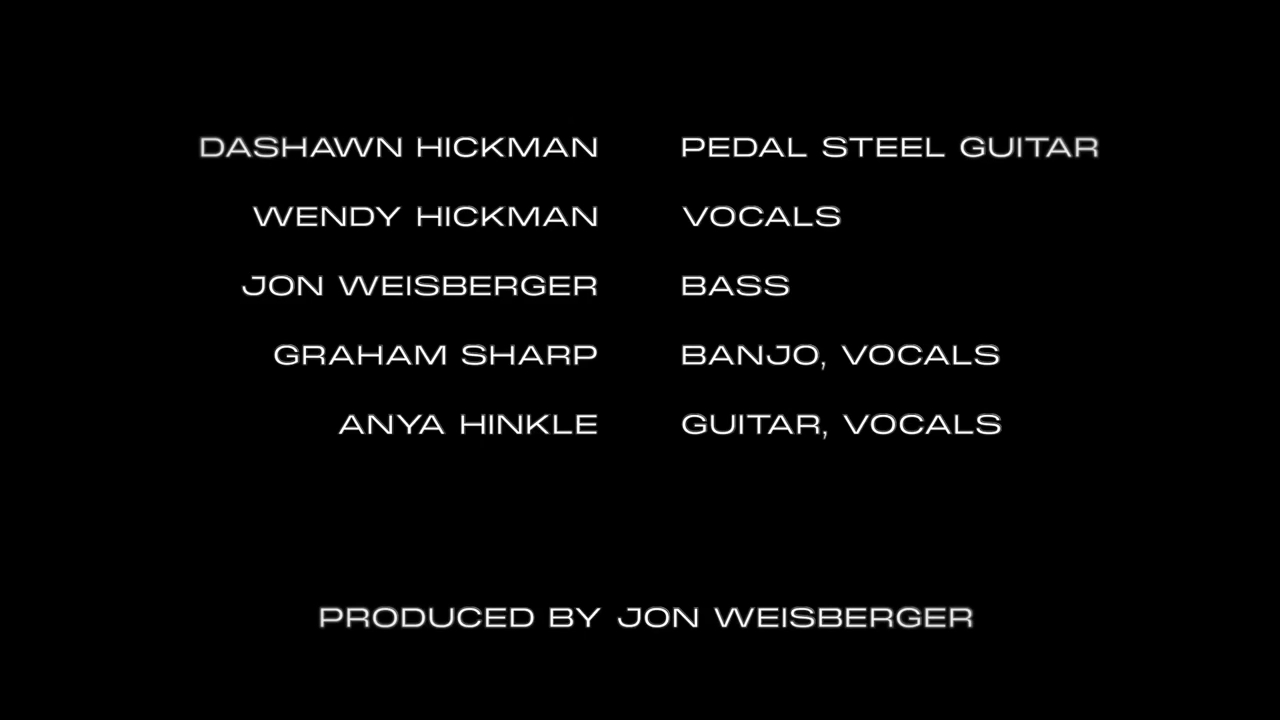 DASHAWN HICKMAN PEDAL STEEL GUITAR
WENDY HICKMAN VOCALS
JON WEISBERGER BASS
GRAHAM SHARP BANJO, VOCALS
ANYA HINKLE GUITAR, VOCALS
PRODUCED BY JON WEISBERGER